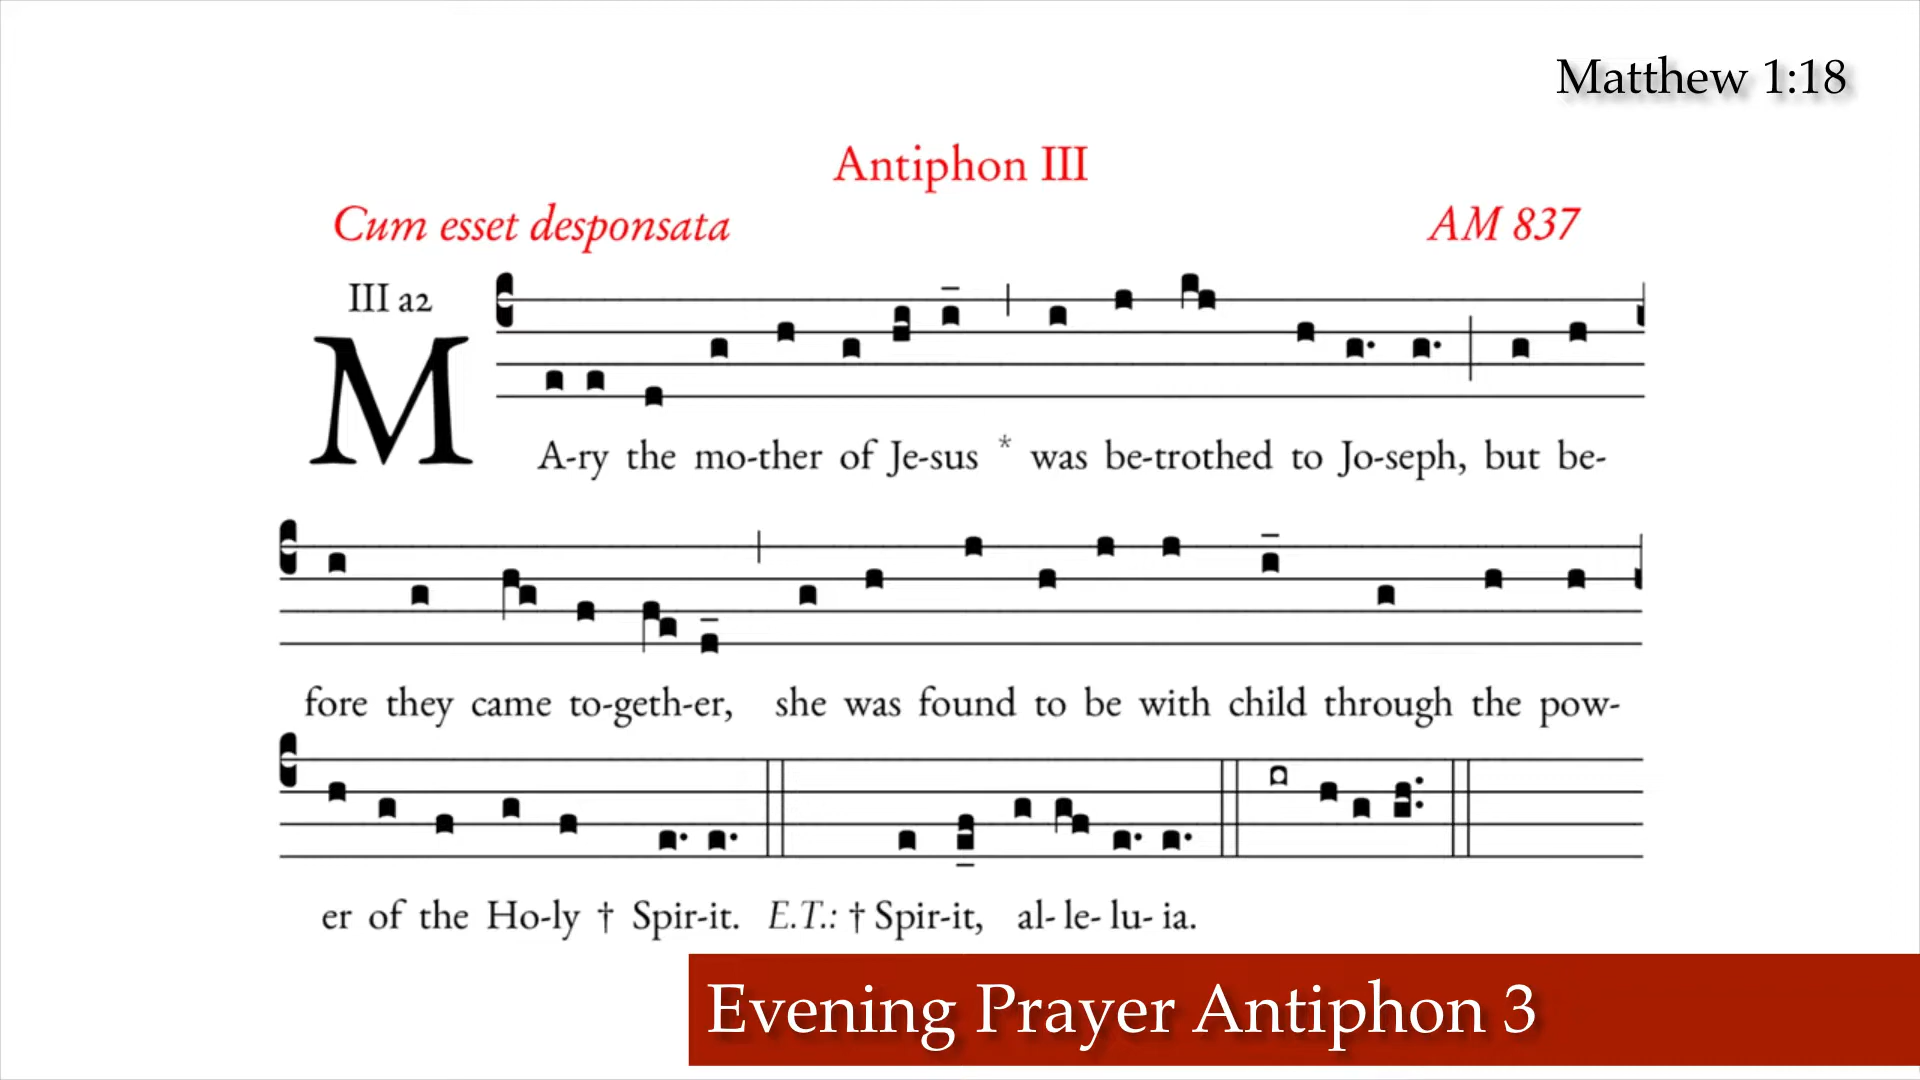 Matthew 1:18
Antiphon III
Cum esset desponsata AM 837
III a2
MA-ry the mo-ther of Je-sus * was be-trothed to Jo-seph, but be-
fore they came to-geth-er, she was found to be with child through the pow-
er of the Ho-ly † Spir-it. E.T.: † Spir-it, al- le- lu- ia.
Evening Prayer Antiphon 3